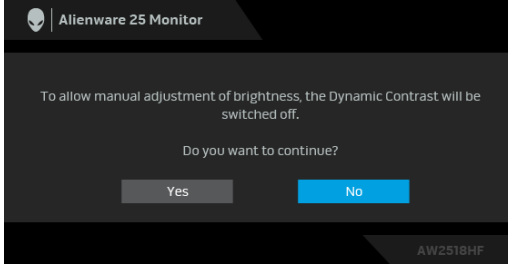 Alienware 25 Monitor
To allow manual adjustment of brightness, the Dynamic Contrast will be
switched off.
Do you want to continue?
Yes
No
AW2518HF